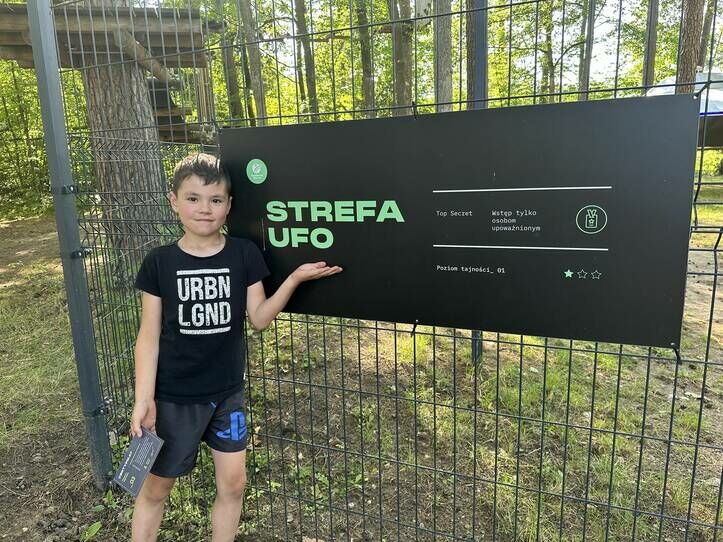 STREFA
UFO
Top Secret
Wstęp tylko
osobom
upoważnionym
Poziom tajności_ 01
URBN
LGND